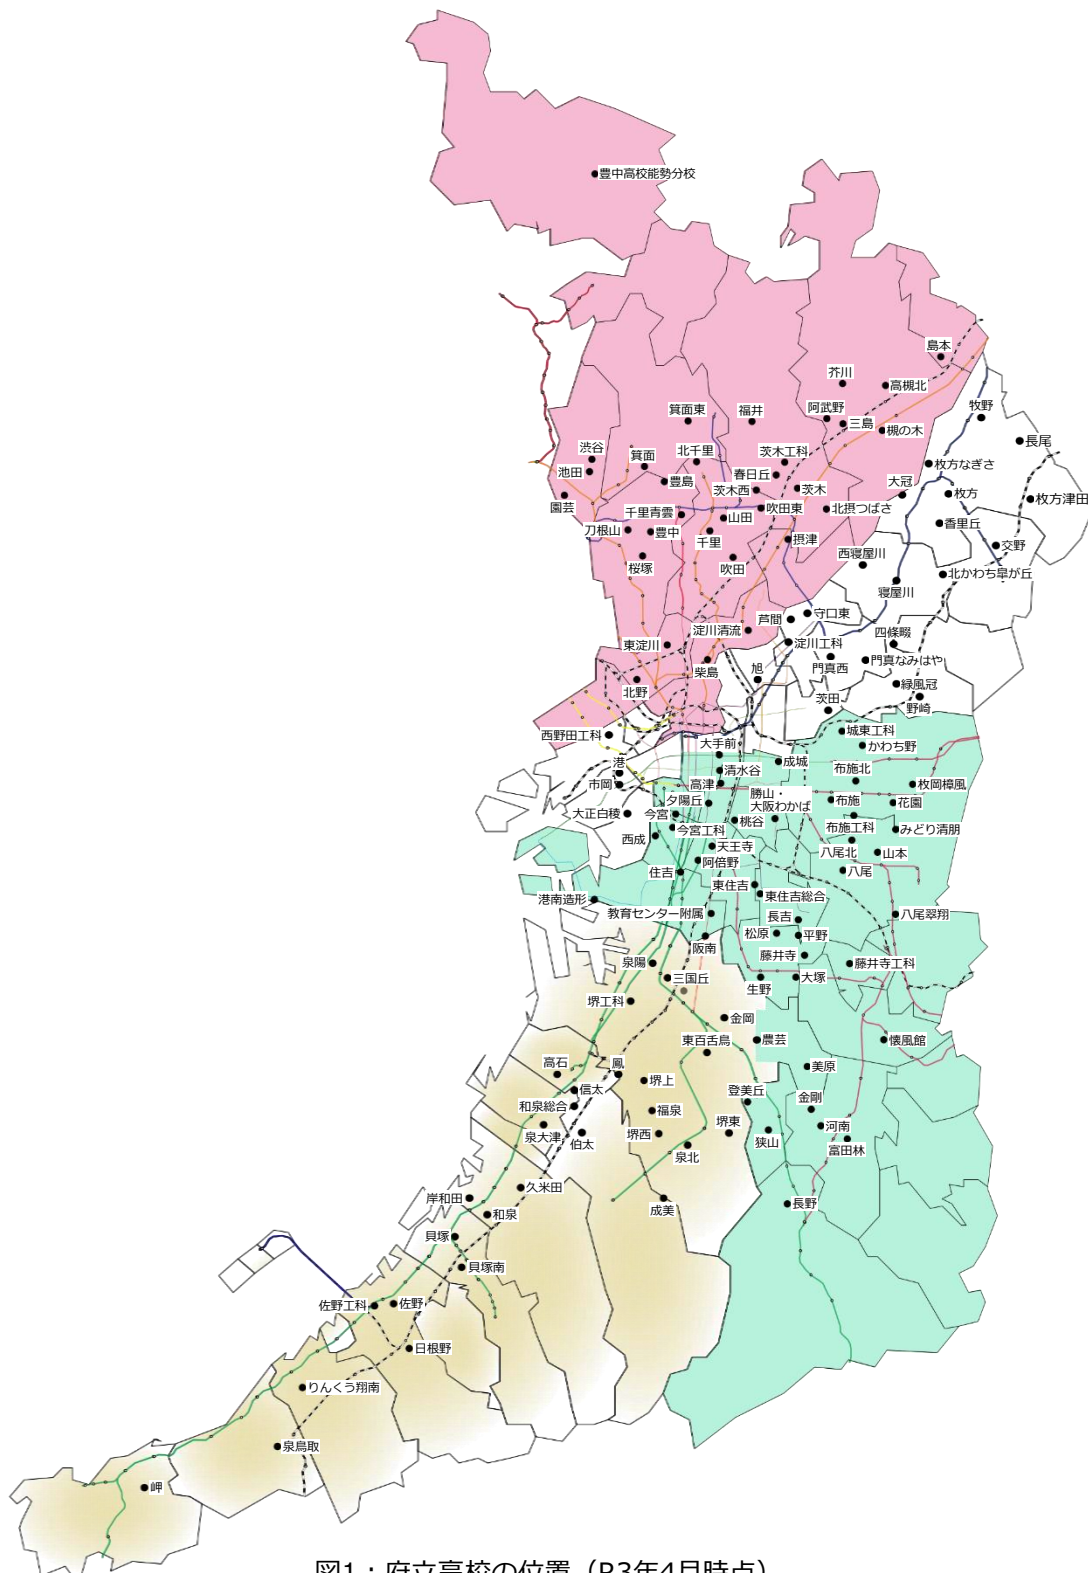 豊中高校能勢分校
島本
芥川
高槻北
箕面東
福井
阿武野
三島
槻の木
牧野
長尾
渋谷
池田
箕面
北千里
茨木工科
春日丘
枚方なぎさ
豊島
茨木西
茨木
大冠
枚方
枚方津田
園芸
千里青雲
山田
吹田東
北摂つばさ
香里丘
刀根山
豊中
千里
摂津
交野
桜塚
吹田
西寝屋川
北かわち皐が丘
寝屋川
芦間
守口東
淀川清流
東淀川
淀川工科
四條畷
柴島
旭
門真西
門真なみはや
北野
緑風冠
茨田
野崎
西野田工科
大手前
城東工科
かわち野
港
清水谷
成城
布施北
市岡
高津
勝山・
大阪わかば
枚岡樟風
夕陽丘
布施
花園
大正白稜
今宮
桃谷
今宮工科
布施工科
みどり清朋
西成
天王寺
八尾北
山本
阿倍野
住吉
八尾
東住吉
東住吉総合
港南造形
教育センター附属
長吉
八尾翠翔
松原
平野
阪南
藤井寺
泉陽
藤井寺工科
三国丘
生野
大塚
堺工科
金岡
東百舌鳥
農芸
懐風館
高石
鳳
美原
堺上
信太
登美丘
和泉総合
福泉
金剛
泉大津
伯太
堺西
堺東
狭山
河南
富田林
泉北
久米田
岸和田
成美
長野
和泉
貝塚
貝塚南
佐野工科
佐野
日根野
りんくう翔南
泉鳥取
岬
図1：府立高校の位置（R3年4月時点）